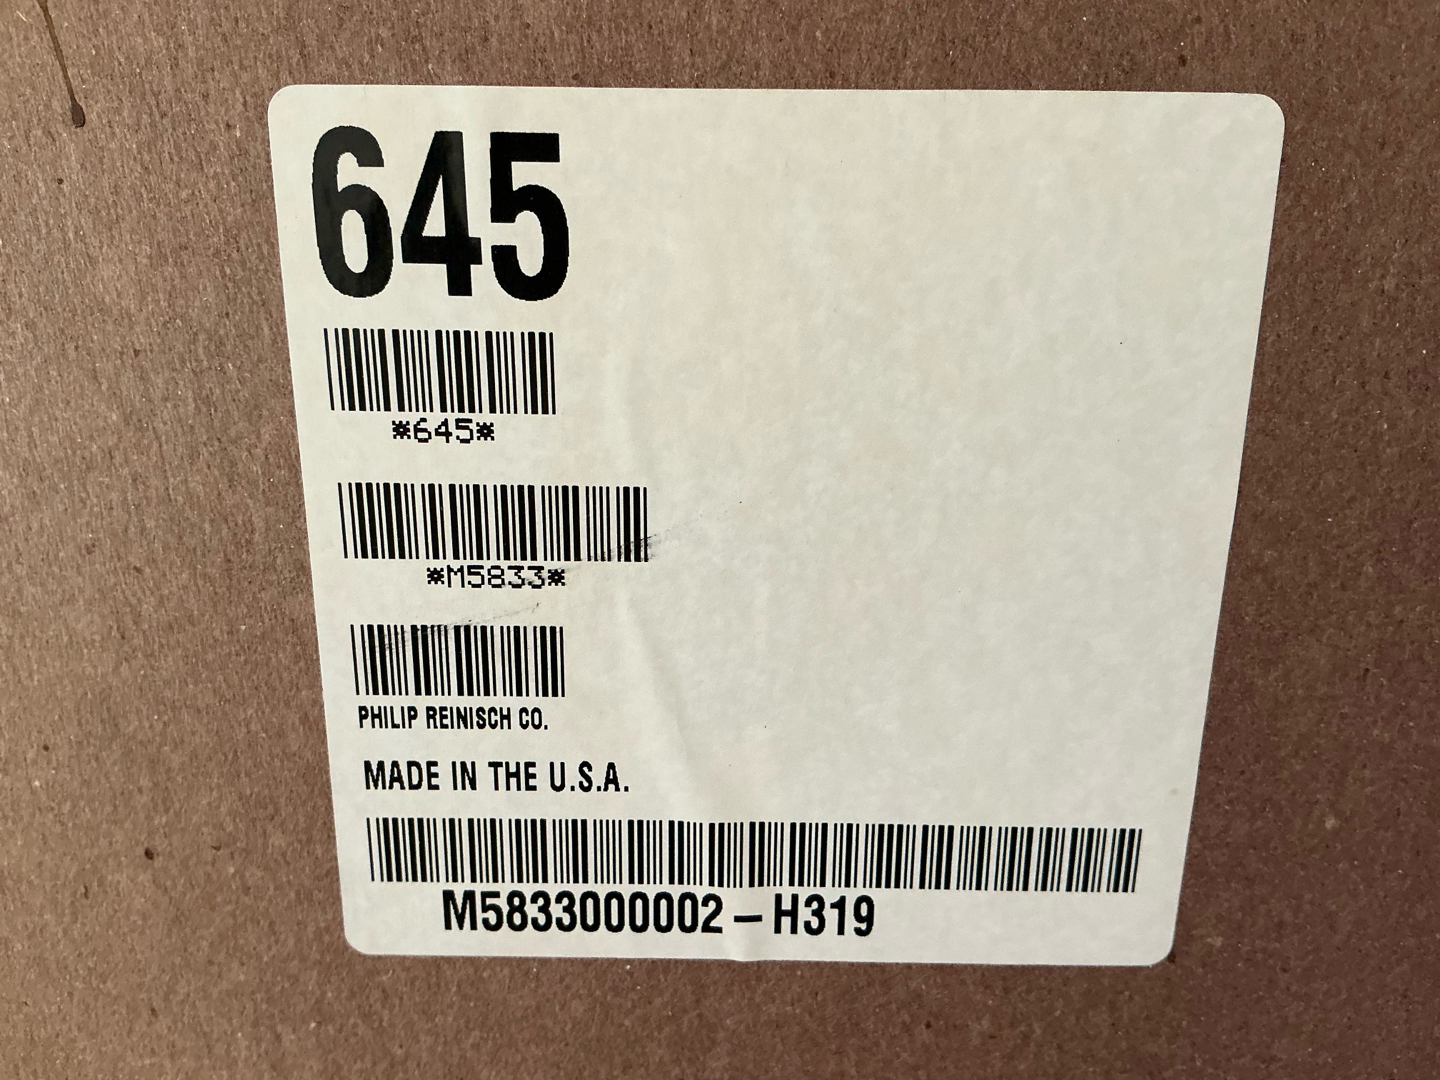 645
*645*
*M5833*
PHILIP REINISCH CO.
MADE IN THE U.S.A.
M5833000002-H319